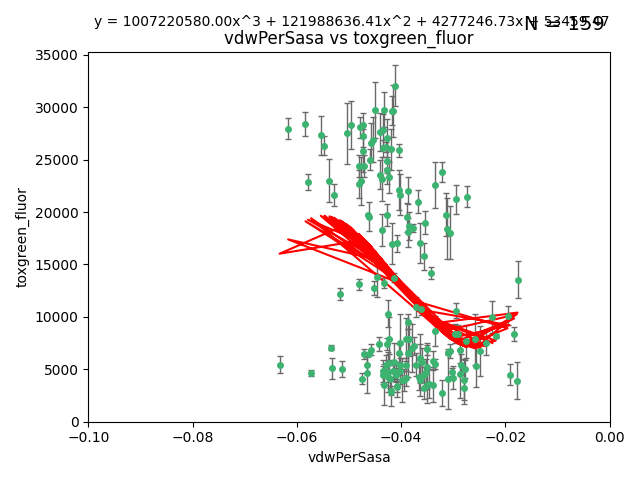 y = 1007220580.00x^3 + 121988636.41x^2 + 4277246.73x
N = 159
vdwPerSasa vs toxgreen_fluor
35000
30000
25000
20000
15000
10000
5000
0
toxgreen_fluor
−0.10
−0.08
−0.06
−0.04
−0.02
0.00
vdwPerSasa